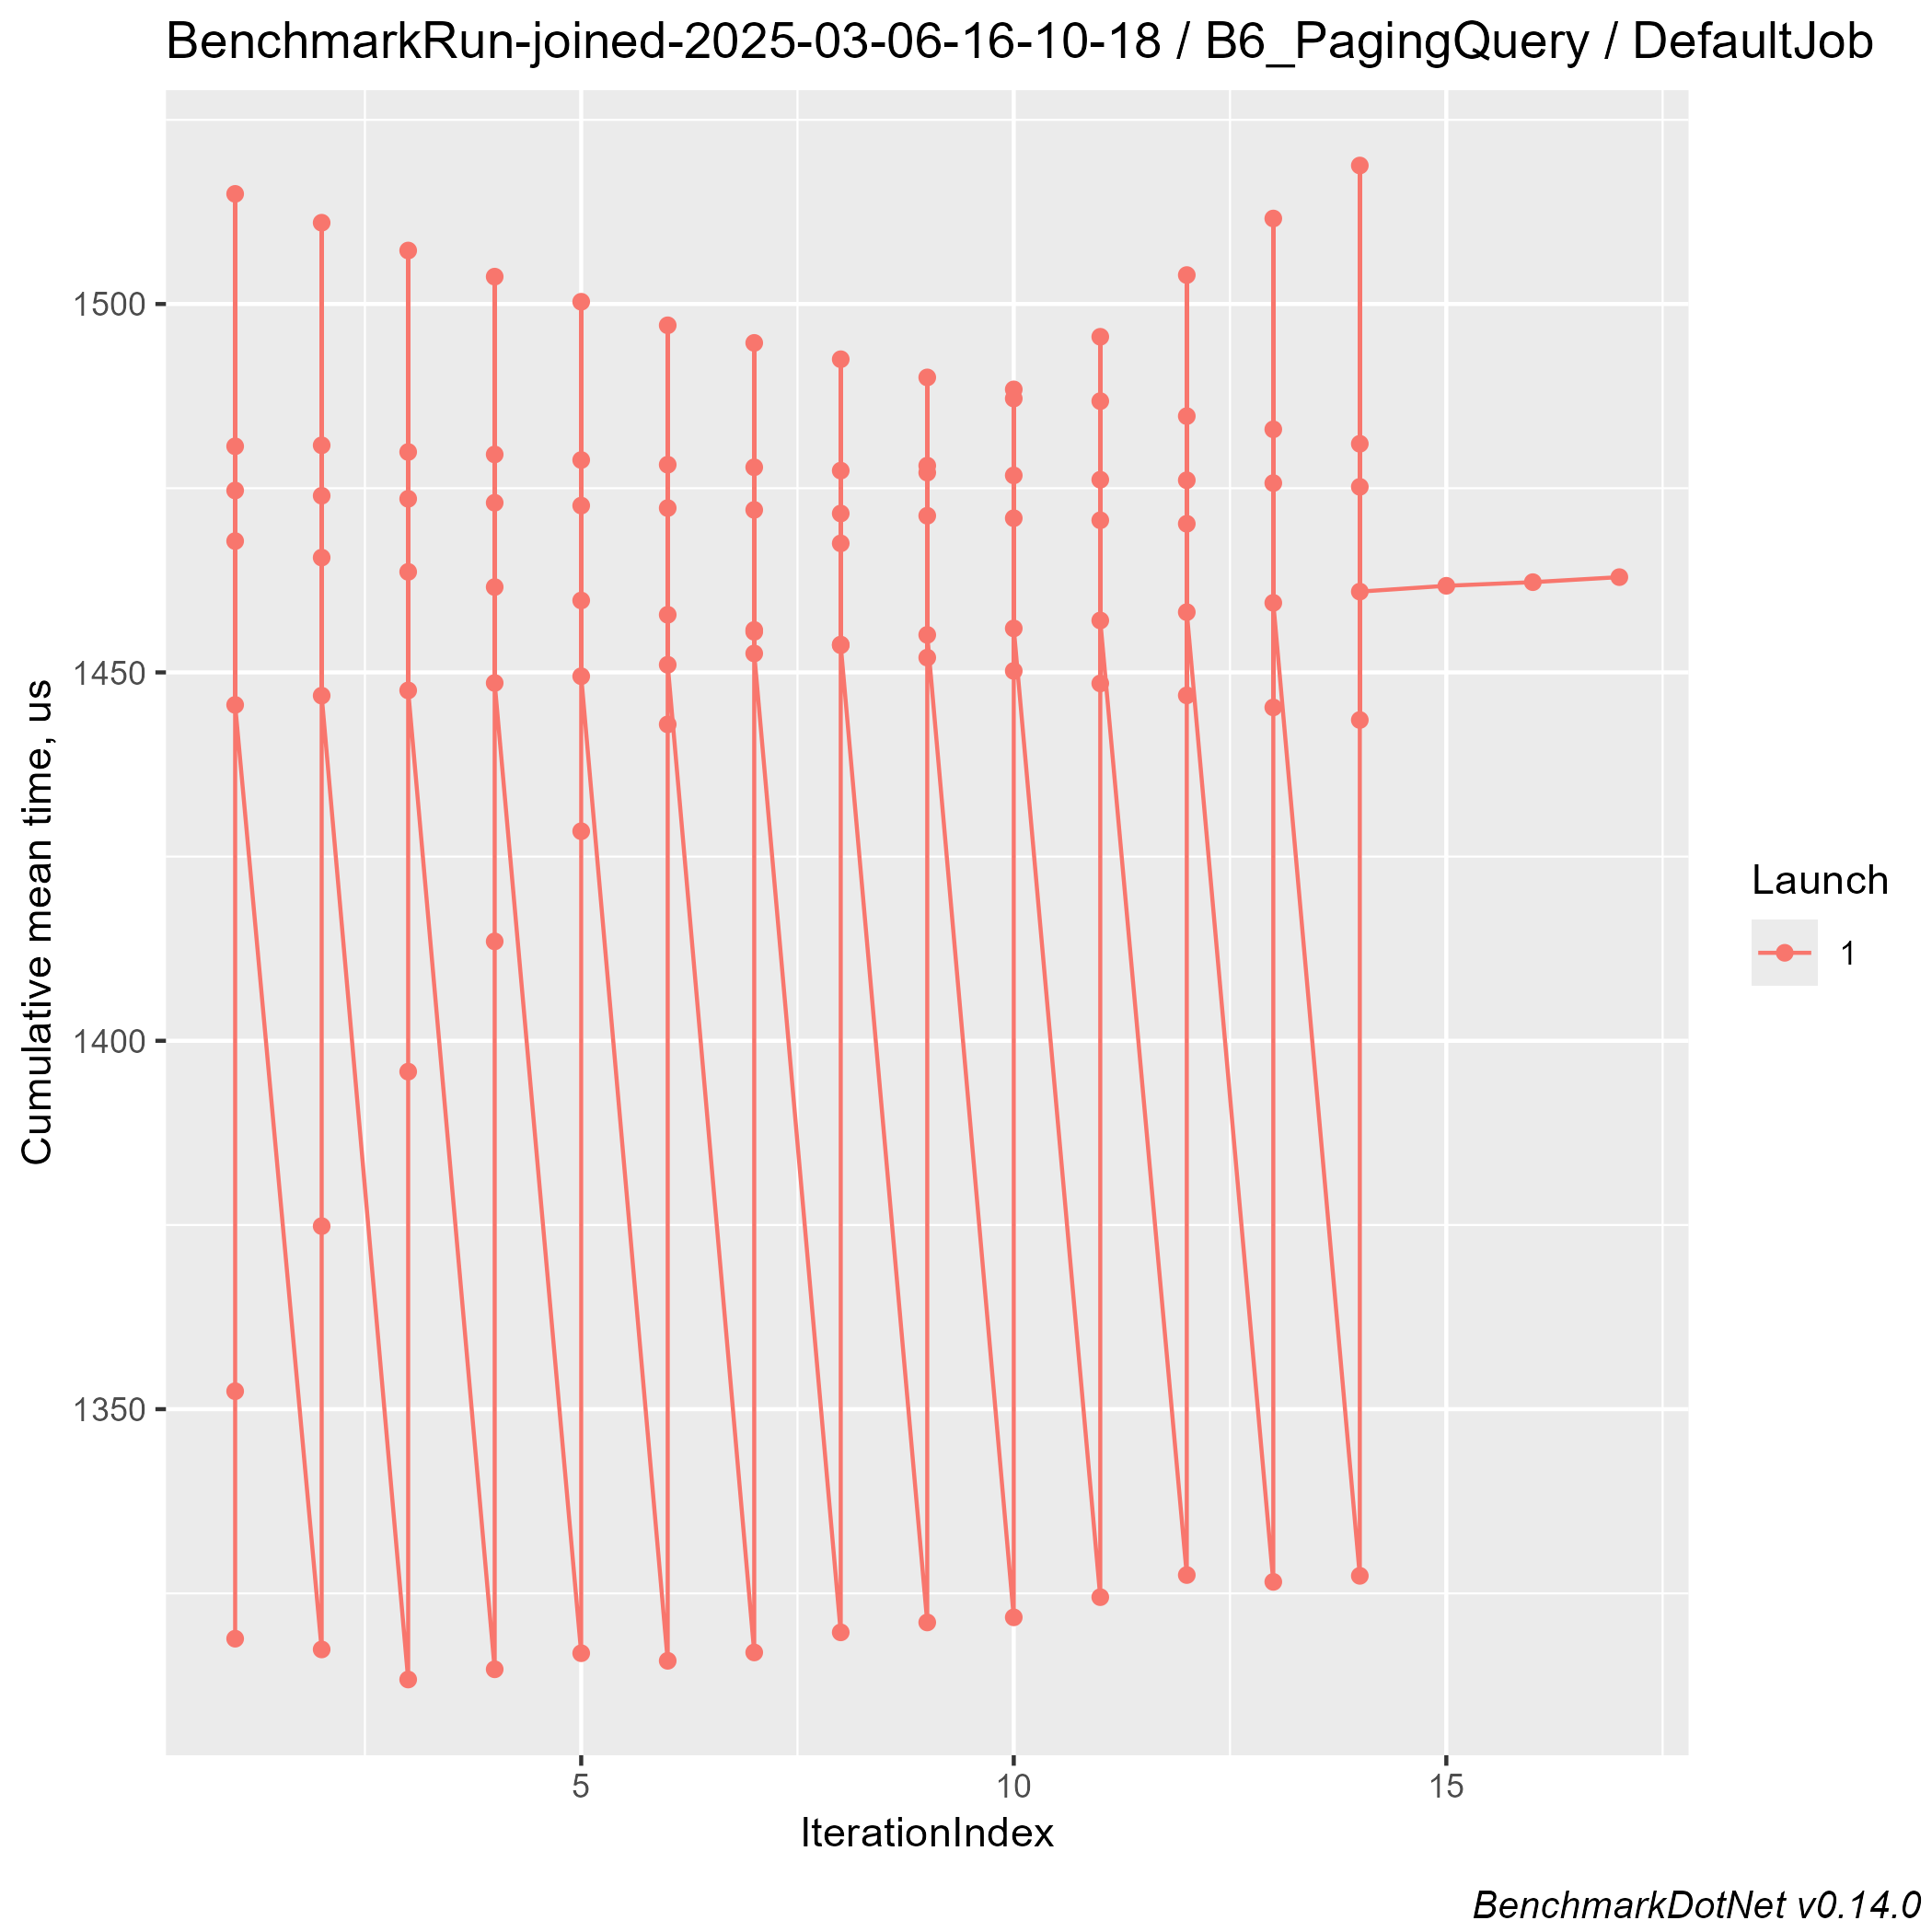 BenchmarkRun-joined-2025-03-06-16-10-18 / B6_PagingQuery / DefaultJob
Cumulative mean time, us
1500
1450
1400
1350
5
10
15
IterationIndex
Launch
1
BenchmarkDotNet v0.14.0